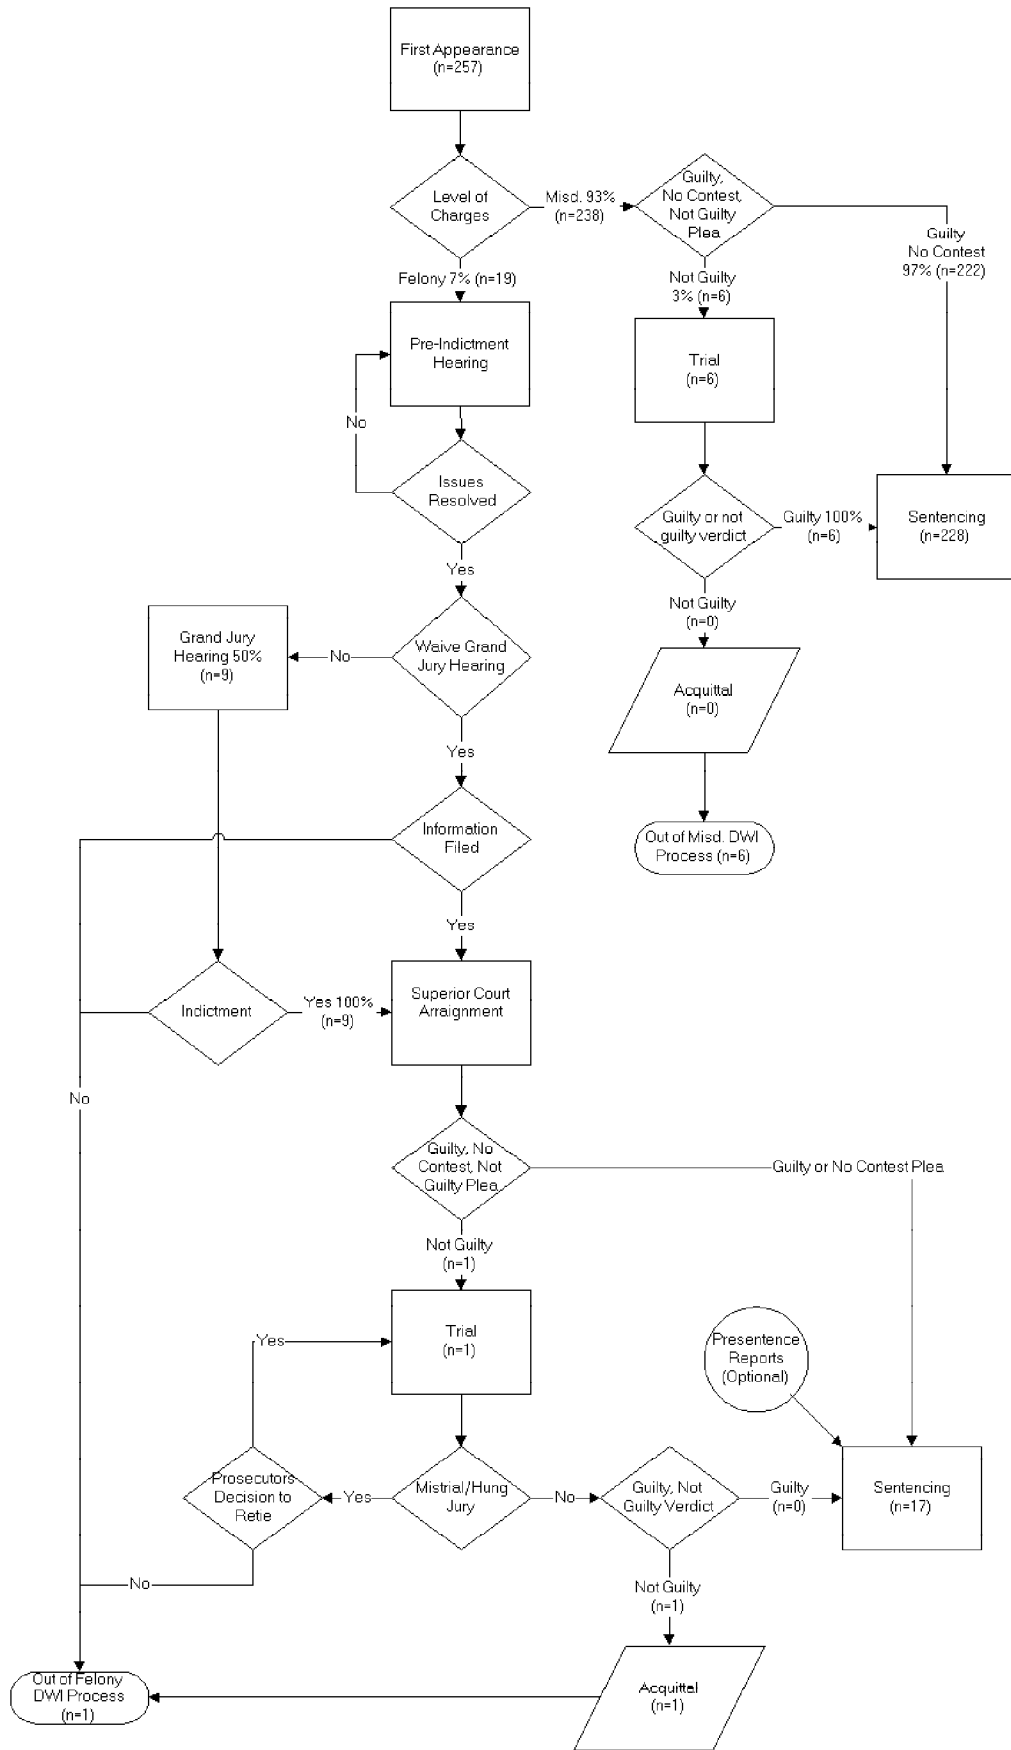 First Appearance
(n=257)
Level of
Charges
Misd. 93%
(n=238)
Guilty,
No Contest,
Not Guilty
Plea
Guilty
No Contest
97% (n=222)
Felony 7% (n=19)
Not Guilty
3% (n=6)
Pre-Indictment
Hearing
Trial
(n=6)
No
Issues
Resolved
Guilty or not
guilty verdict
Guilty 100%
(n=6)
Sentencing
(n=228)
Yes
Not Guilty
(n=0)
Grand Jury
Hearing 50%
(n=9)
No
Waive Grand
Jury Hearing
Acquittal
(n=0)
Yes
Information
Filed
Out of Misd. DWI
Process (n=6)
Yes
Indictment
Yes 100%
(n=9)
Superior Court
Arraignment
No
Guilty, No
Contest, Not
Guilty Plea
Guilty or No Contest Plea
Not Guilty
(n=1)
Yes
Trial
(n=1)
Presentence
Reports
(Optional)
Prosecutors
Decision to
Retie
Yes
Mistrial/Hung
Jury
No
Guilty, Not
Guilty Verdict
Guilty
(n=0)
Sentencing
(n=17)
No
Not Guilty
(n=1)
Out of Felony
DWI Process
(n=1)
Acquittal
(n=1)